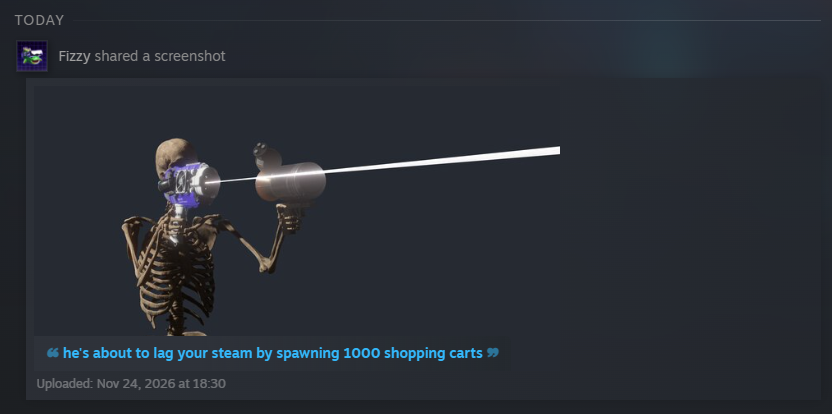 TODAY
Fizzy shared a screenshot
❝ he's about to lag your steam by spawning 1000 shopping carts ❞
Uploaded: Nov 24, 2026 at 18:30